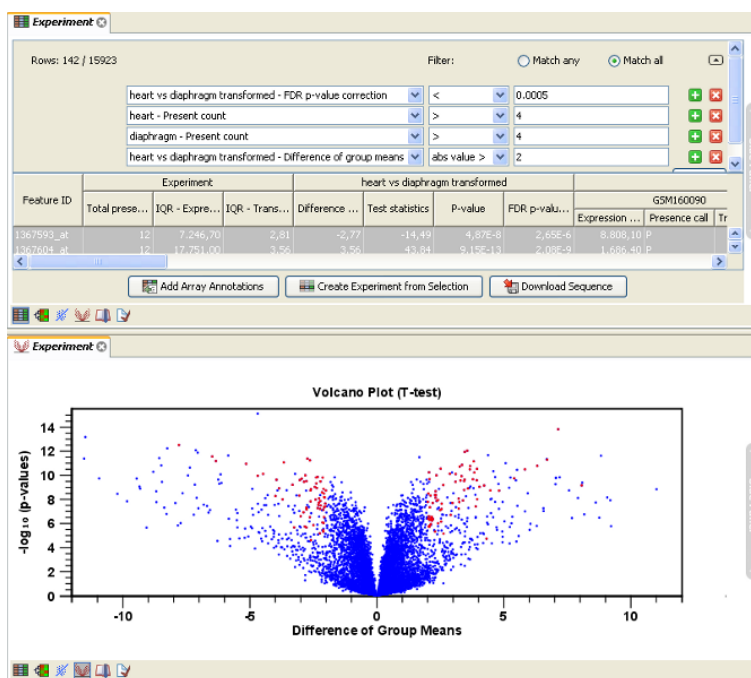 Experiment
Rows: 142 / 15923 Filter: Match any Match all
heart vs diaphragm transformed - FDR p-value correction < 0.0005
heart - Present count > 4
diaphragm - Present count > 4
heart vs diaphragm transformed - Difference of group means abs value > 2
Experiment heart vs diaphragm transformed
GSM160090
Feature ID Total prese... IQR - Expre... IQR - Trans... Difference ... Test statistics P-value FDR p-valu... Expression ... Presence call Tr
1367593_at 12 7.246,70 2,81 -2,77 -14,49 4,87E-8 2,65E-6 8.808,10 P
1367604_at 12 17.751,00 3,56 3,56 43,84 9,15E-13 2,08E-9 1.686,40 P
Add Array Annotations Create Experiment from Selection Download Sequence
Experiment
Volcano Plot (T-test)
-log₁₀ (p-values)
14
12
10
8
6
4
2
0
-10 -5 0 5 10
Difference of Group Means